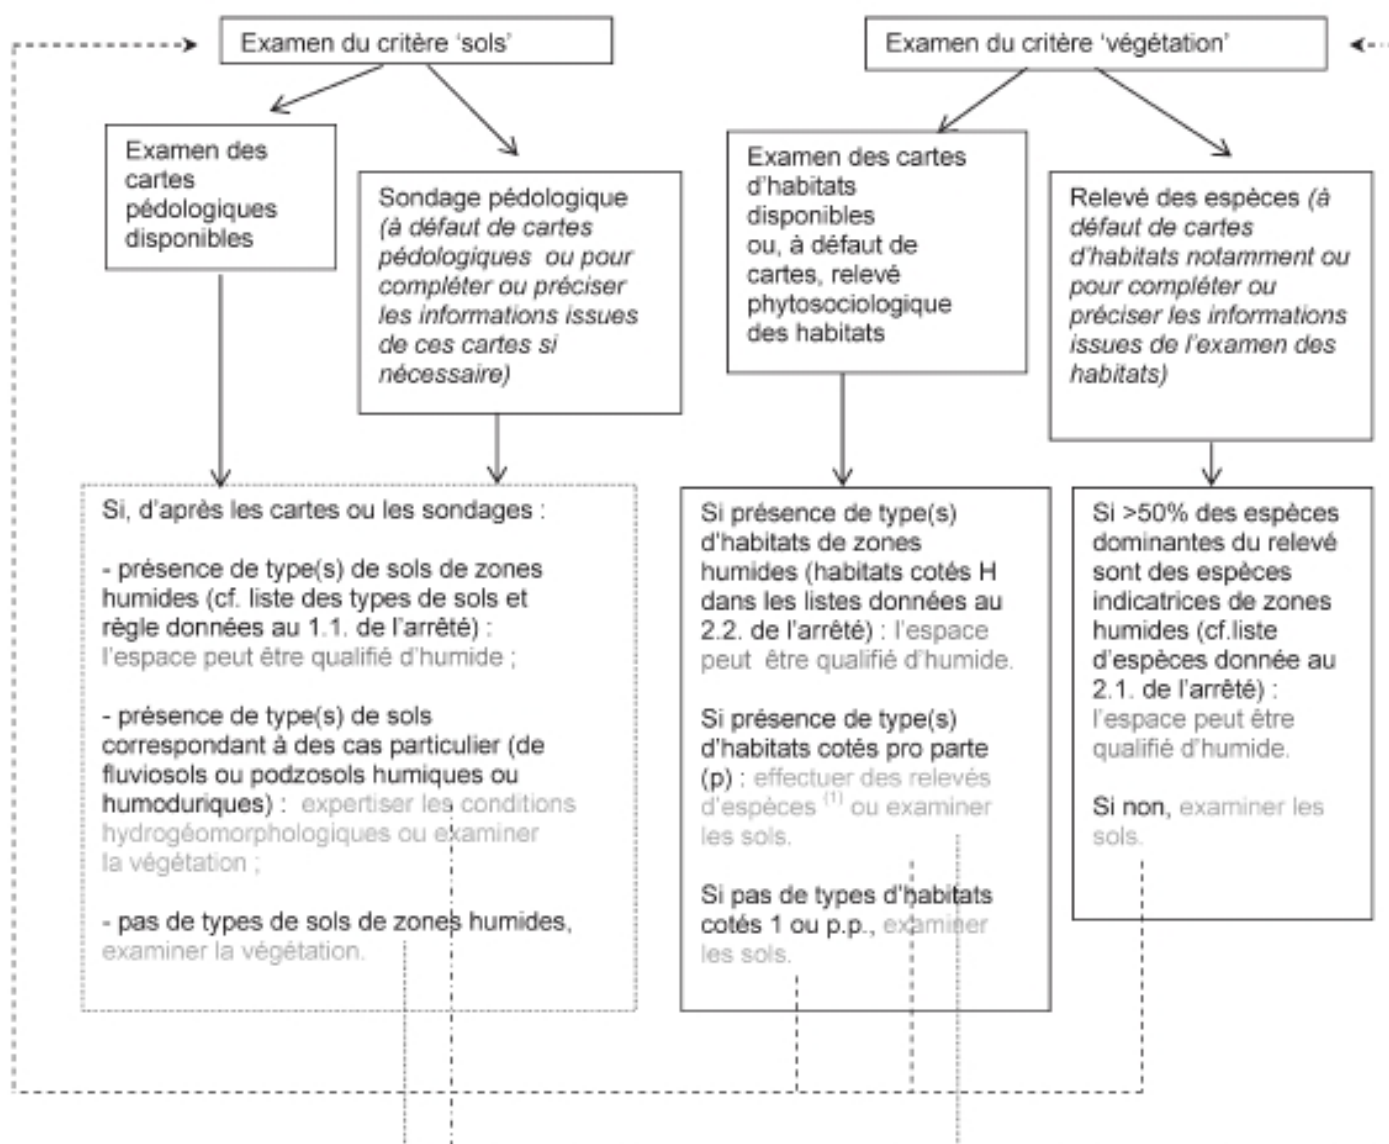 Examen du critère 'sols'
Examen du critère 'végétation'
Examen des
cartes
pédologiques
disponibles
Sondage pédologique
(à défaut de cartes
pédologiques ou pour
compléter ou préciser
les informations issues
de ces cartes si
nécessaire)
Examen des cartes
d'habitats
disponibles
ou, à défaut de
cartes, relevé
phytosociologique
des habitats
Relevé des espèces (à
défaut de cartes
d'habitats notamment ou
pour compléter ou
préciser les informations
issues de l'examen des
habitats)
Si, d'après les cartes ou les sondages :
- présence de type(s) de sols de zones
humides (cf. liste des types de sols et
règle données au 1.1. de l'arrêté) :
l'espace peut être qualifié d'humide ;
- présence de type(s) de sols
correspondant à des cas particulier (de
fluviosols ou podzosols humiques ou
humoduriques) : expertiser les conditions
hydrogéomorphologiques ou examiner
la végétation ;
- pas de types de sols de zones humides,
examiner la végétation.
Si présence de type(s)
d'habitats de zones
humides (habitats cotés H
dans les listes données au
2.2. de l'arrêté) : l'espace
peut être qualifié d'humide.
Si présence de type(s)
d'habitats cotés pro parte
(p) : effectuer des relevés
d'espèces (1) ou examiner
les sols.
Si pas de types d'habitats
cotés 1 ou p.p., examiner
les sols.
Si >50% des espèces
dominantes du relevé
sont des espèces
indicatrices de zones
humides (cf.liste
d'espèces donnée au
2.1. de l'arrêté) :
l'espace peut être
qualifié d'humide.
Si non, examiner les
sols.